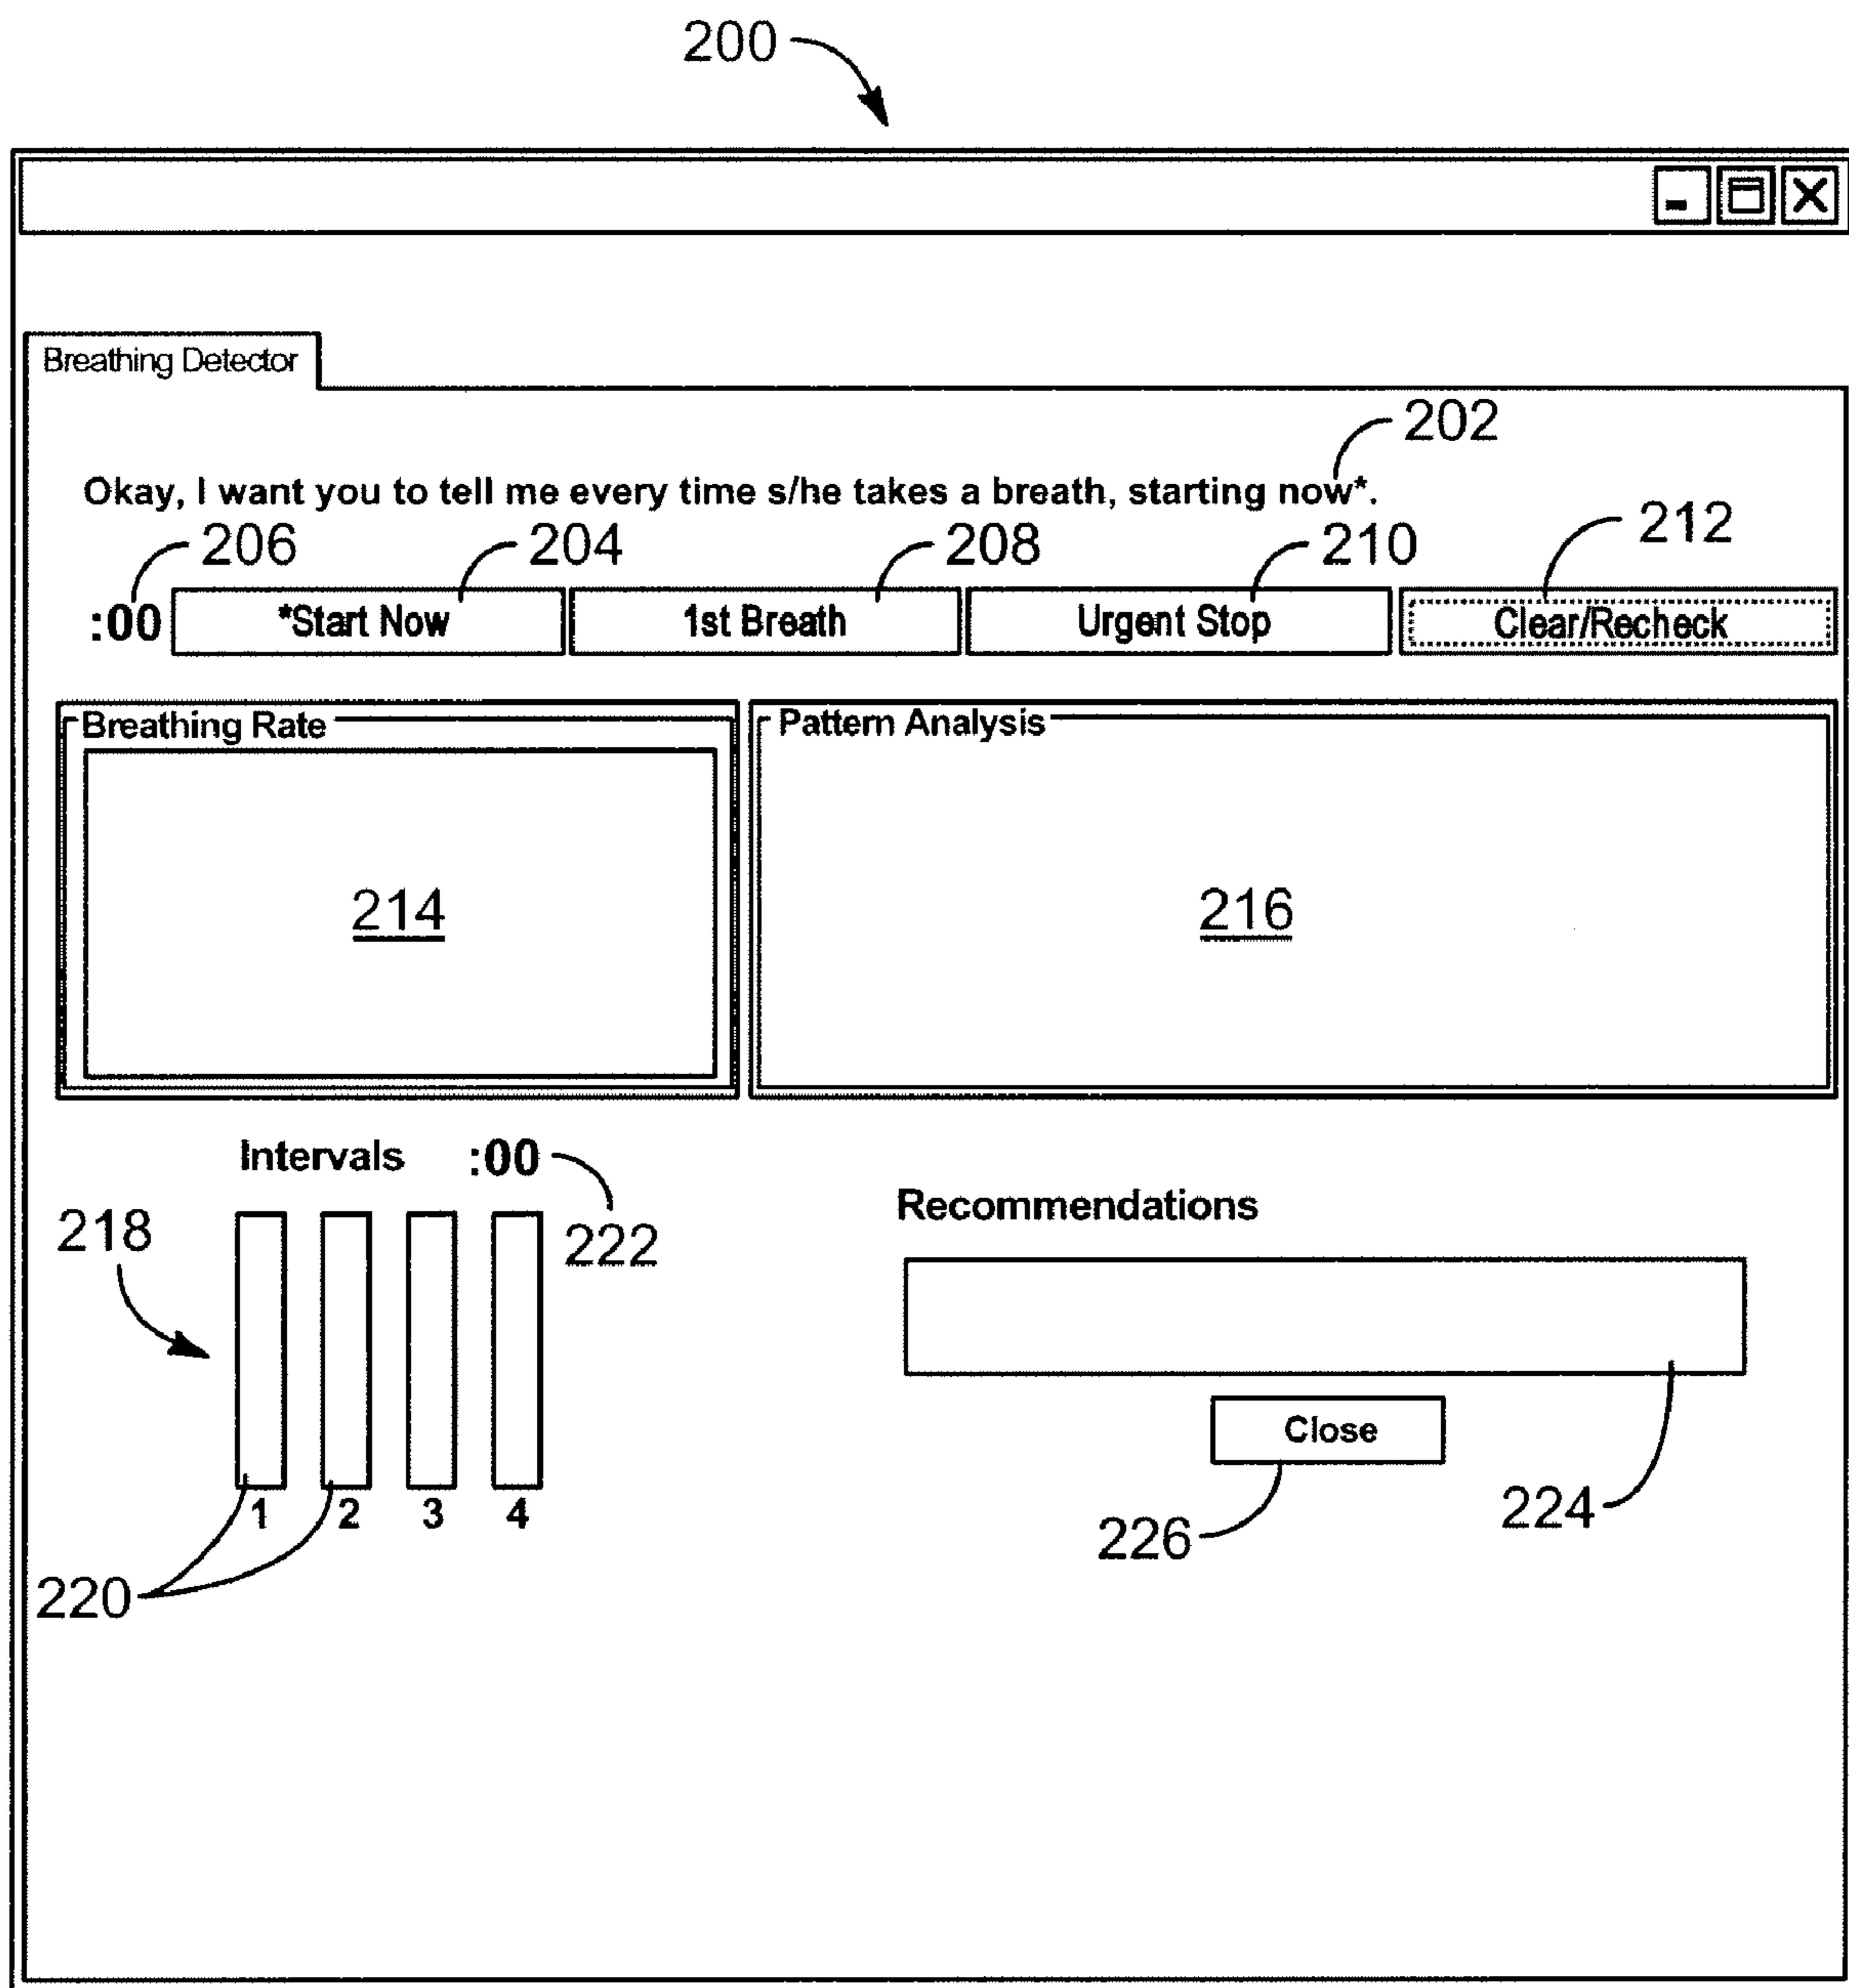 200
Breathing Detector
202
Okay, I want you to tell me every time s/he takes a breath, starting now*.
206 204 208 210 212
:00 *Start Now 1st Breath Urgent Stop Clear/Recheck
Breathing Rate Pattern Analysis
214 216
Intervals :00
Recommendations
218 222
Close
1 2 3 4
224
226
220